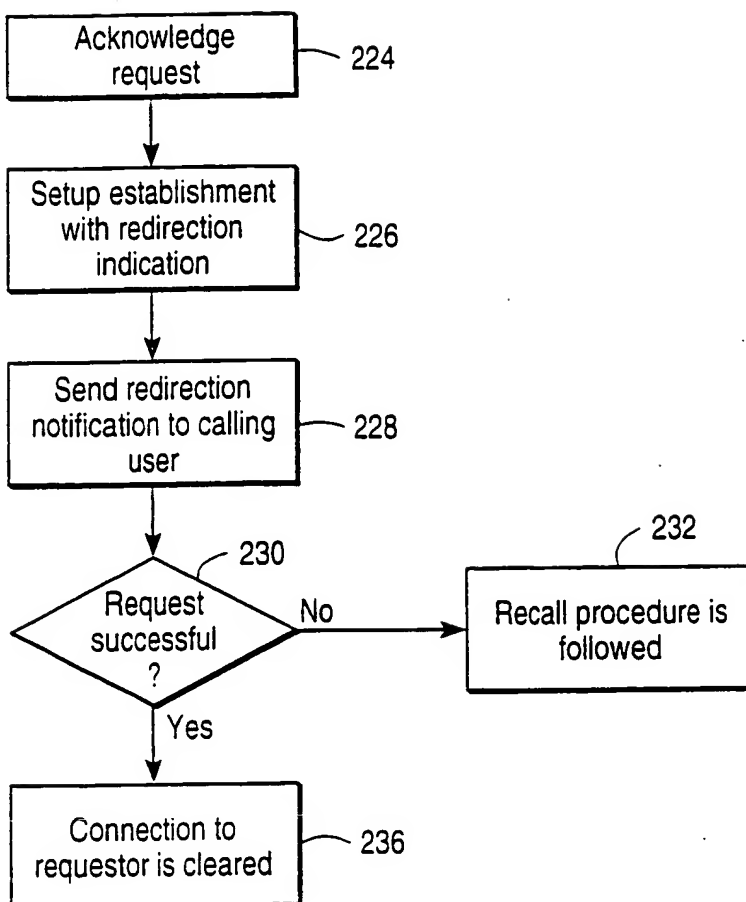 Acknowledge
request
224
Setup establishment
with redirection
indication
226
Send redirection
notification to calling
user
228
230
Request
successful
?
No
232
Recall procedure is
followed
Yes
Connection to
requestor is cleared
236